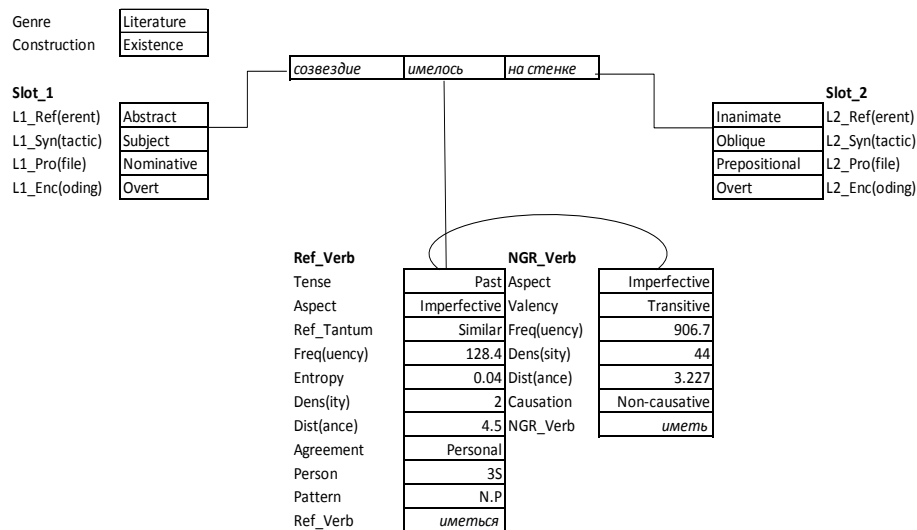 Genre Literature
Construction Existence
созвездие имелось на стенке
Slot_1 Slot_2
L1_Ref(erent) Abstract Inanimate L2_Ref(erent)
L1_Syn(tactic) Subject Oblique L2_Syn(tactic)
L1_Pro(file) Nominative Prepositional L2_Pro(file)
L1_Enc(oding) Overt Overt L2_Enc(oding)
Ref_Verb NGR_Verb
Tense Past Aspect Imperfective
Aspect Imperfective Valency Transitive
Ref_Tantum Similar Freq(uency) 906.7
Freq(uency) 128.4 Dens(sity) 44
Entropy 0.04 Dist(ance) 3.227
Dens(ity) 2 Causation Non-causative
Dist(ance) 4.5 NGR_Verb иметь
Agreement Personal
Person 3S
Pattern N.P
Ref_Verb иметься